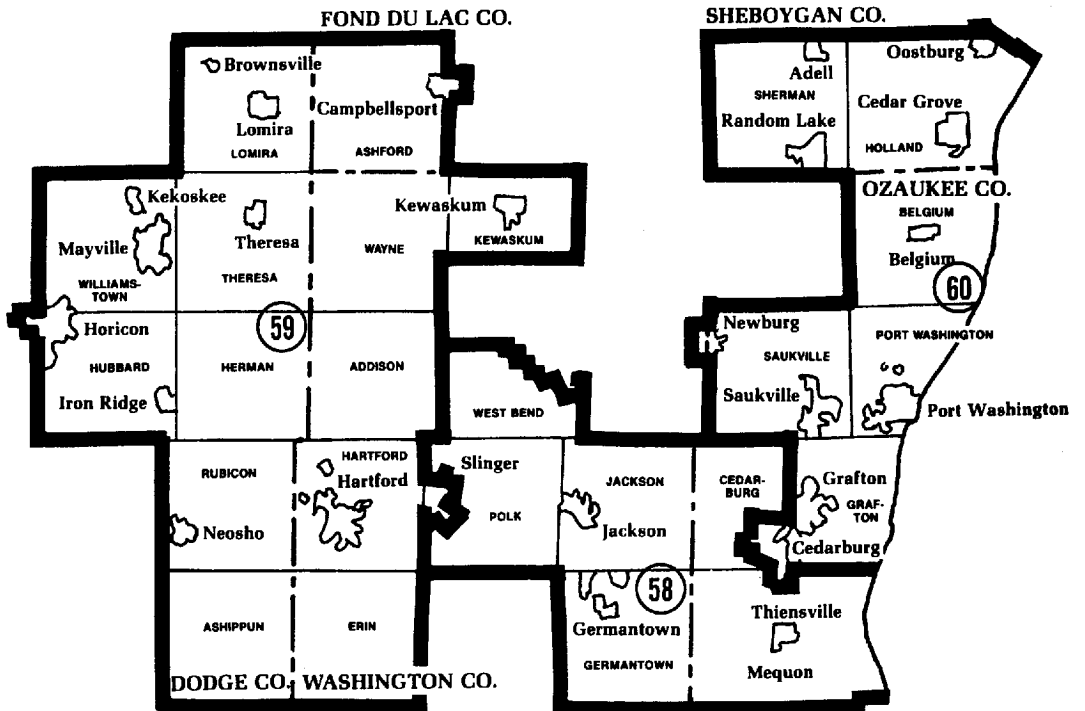 FOND DU LAC CO.
SHEBOYGAN CO.
Brownsville
Campbellsport
Lomira
LOMIRA
ASHFORD
Oostburg
Adell
SHERMAN
Cedar Grove
Random Lake
HOLLAND
Kekoskee
Mayville
WILLIAMS-
TOWN
Theresa
THERESA
WAYNE
Kewaskum
KEWASKUM
OZAUKEE CO.
BELGIUM
Belgium
60
Horicon
59
HUBBARD
HERMAN
ADDISON
Iron Ridge
WEST BEND
Newburg
SAUKVILLE
Saukville
PORT WASHINGTON
Port Washington
RUBICON
Neosho
HARTFORD
Hartford
Slinger
POLK
JACKSON
Jackson
CEDAR-
BURG
Grafton
GRAF-
TON
Cedarburg
ASHIPPUN
ERIN
58
Germantown
GERMANTOWN
Thiensville
Mequon
DODGE CO.
WASHINGTON CO.